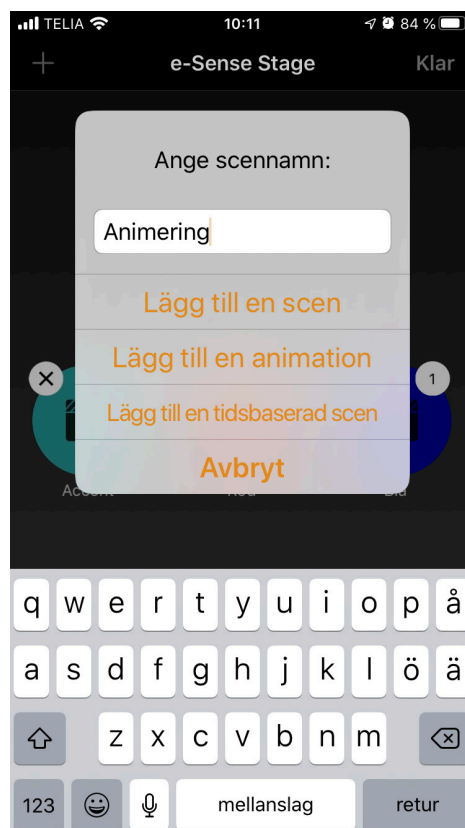 TELIA 10:11 84 %
e-Sense Stage Klar
Ange scennamn:
Animering
Lägg till en scen
Lägg till en animation
1
Lägg till en tidsbaserad scen
Avbryt
q w e r t y u i o p å
a s d f g h j k l ö ä
z x c v b n m
123 mellanslag retur